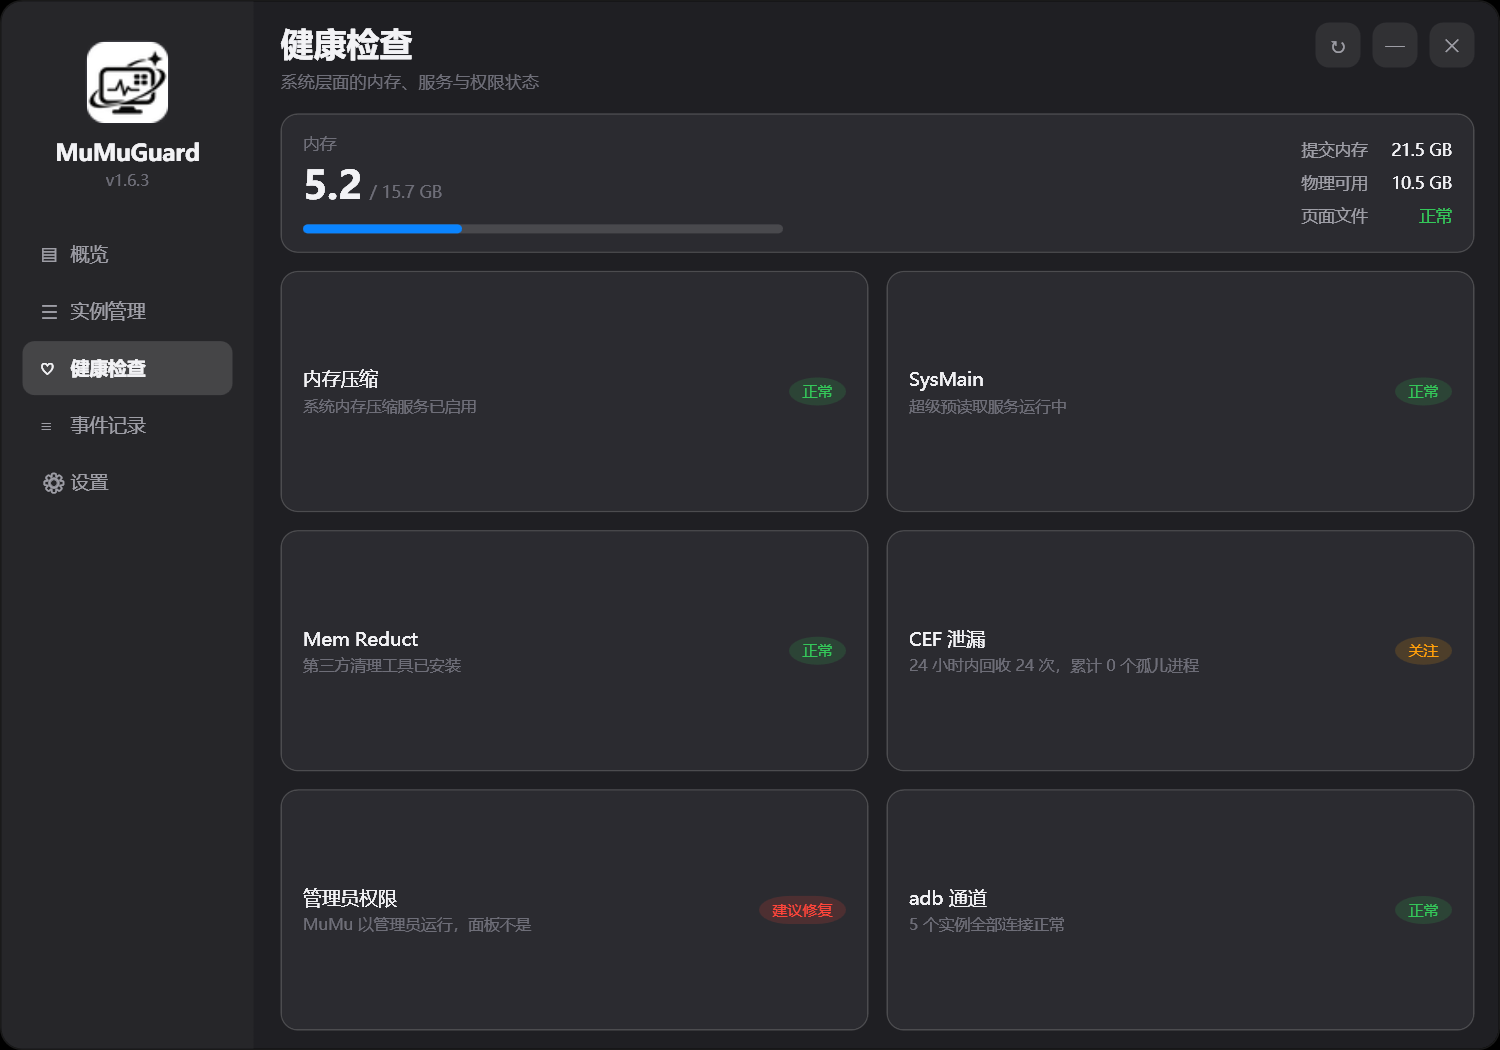 MuMuGuard
v1.6.3
概览
实例管理
健康检查
事件记录
设置
健康检查
系统层面的内存、服务与权限状态
内存
5.2 / 15.7 GB
提交内存 21.5 GB
物理可用 10.5 GB
页面文件 正常
内存压缩
系统内存压缩服务已启用
正常
SysMain
超级预读取服务运行中
正常
Mem Reduct
第三方清理工具已安装
正常
CEF 泄漏
24 小时内回收 24 次，累计 0 个孤儿进程
关注
管理员权限
MuMu 以管理员运行，面板不是
建议修复
adb 通道
5 个实例全部连接正常
正常